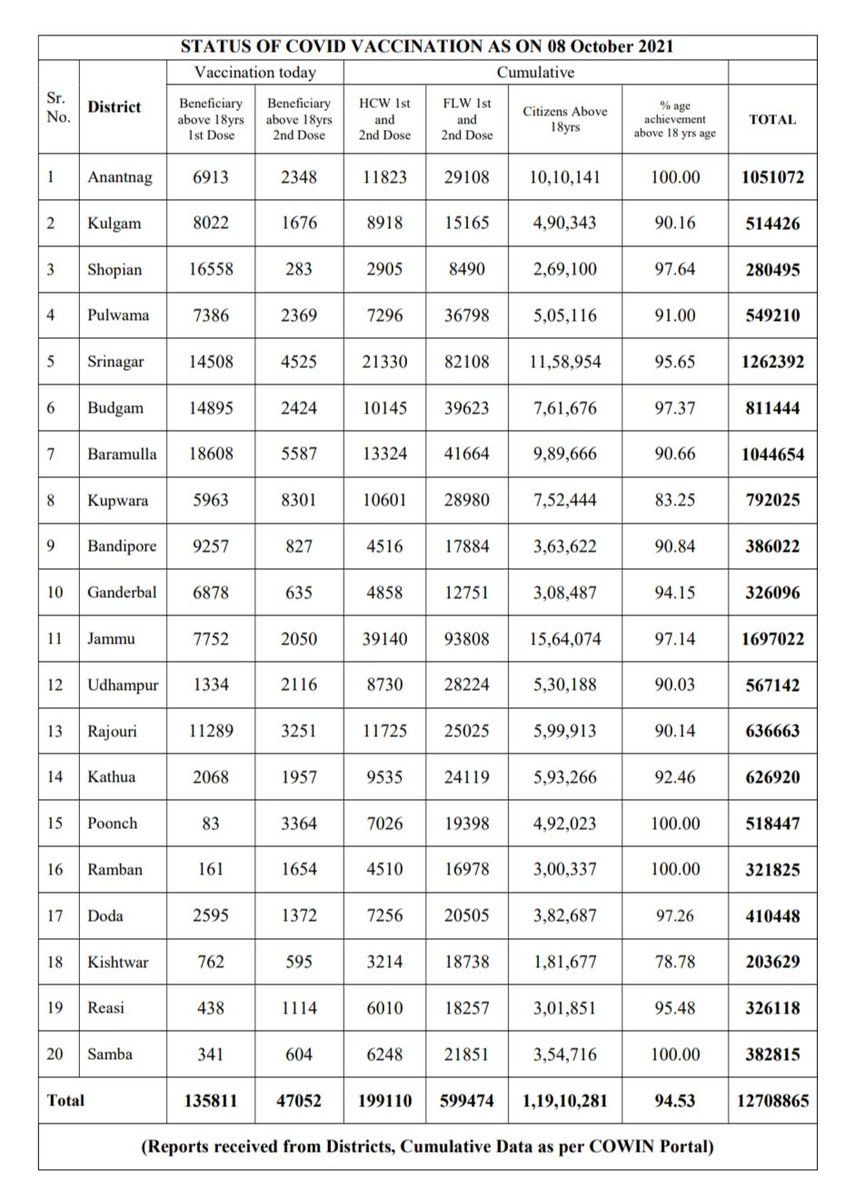 STATUS OF COVID VACCINATION AS ON 08 October 2021
Vaccination today Cumulative
Sr. No. District Beneficiary above 18yrs 1st Dose Beneficiary above 18yrs 2nd Dose HCW 1st and 2nd Dose FLW 1st and 2nd Dose Citizens Above 18yrs % age achievement above 18 yrs age TOTAL
1 Anantnag 6913 2348 11823 29108 10,10,141 100.00 1051072
2 Kulgam 8022 1676 8918 15165 4,90,343 90.16 514426
3 Shopian 16558 283 2905 8490 2,69,100 97.64 280495
4 Pulwama 7386 2369 7296 36798 5,05,116 91.00 549210
5 Srinagar 14508 4525 21330 82108 11,58,954 95.65 1262392
6 Budgam 14895 2424 10145 39623 7,61,676 97.37 811444
7 Baramulla 18608 5587 13324 41664 9,89,666 90.66 1044654
8 Kupwara 5963 8301 10601 28980 7,52,444 83.25 792025
9 Bandipore 9257 827 4516 17884 3,63,622 90.84 386022
10 Ganderbal 6878 635 4858 12751 3,08,487 94.15 326096
11 Jammu 7752 2050 39140 93808 15,64,074 97.14 1697022
12 Udhampur 1334 2116 8730 28224 5,30,188 90.03 567142
13 Rajouri 11289 3251 11725 25025 5,99,913 90.14 636663
14 Kathua 2068 1957 9535 24119 5,93,266 92.46 626920
15 Poonch 83 3364 7026 19398 4,92,023 100.00 518447
16 Ramban 161 1654 4510 16978 3,00,337 100.00 321825
17 Doda 2595 1372 7256 20505 3,82,687 97.26 410448
18 Kishtwar 762 595 3214 18738 1,81,677 78.78 203629
19 Reasi 438 1114 6010 18257 3,01,851 95.48 326118
20 Samba 341 604 6248 21851 3,54,716 100.00 382815
Total 135811 47052 199110 599474 1,19,10,281 94.53 12708865
(Reports received from Districts, Cumulative Data as per COWIN Portal)